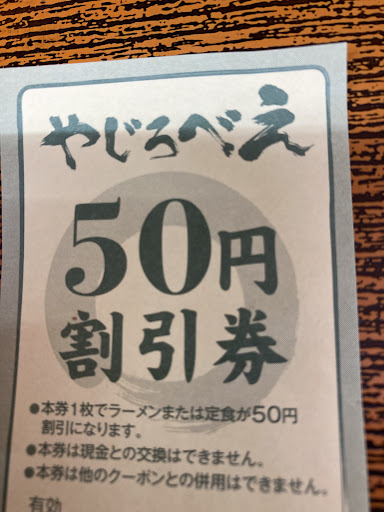 やじろべえ
50円
割引券
●本券1枚でラーメンまたは定食が50円
割引になります。
●本券は現金との交換はできません。
●本券は他のクーポンとの併用はできません。
有効